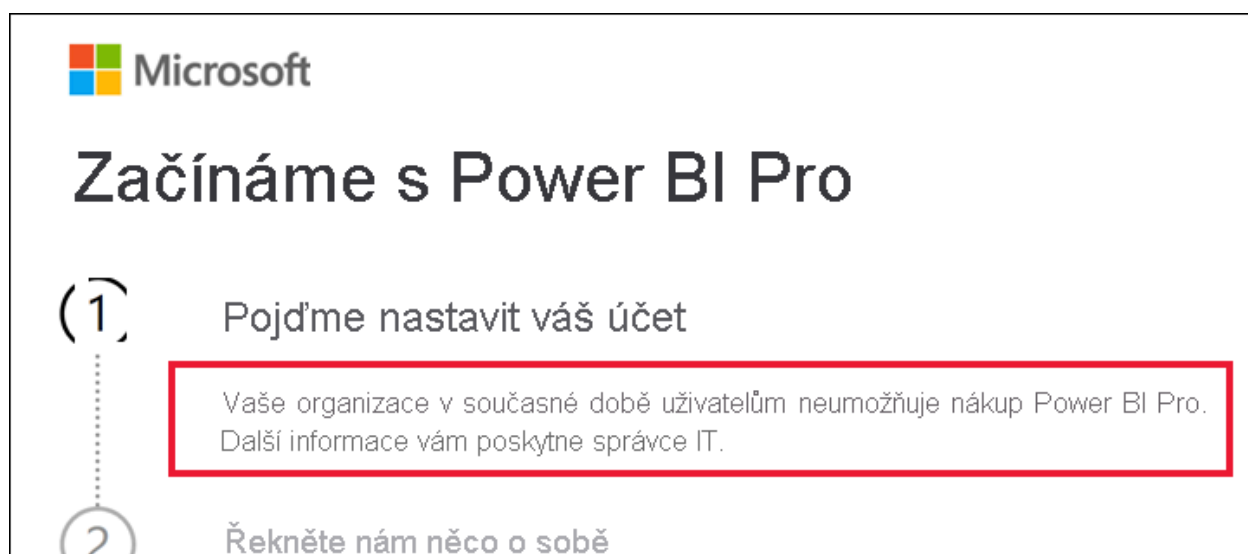 Microsoft
Začínáme s Power BI Pro
1
Pojďme nastavit váš účet
Vaše organizace v současné době uživatelům neumožňuje nákup Power BI Pro.
Další informace vám poskytne správce IT.
2
Řekněte nám něco o sobě